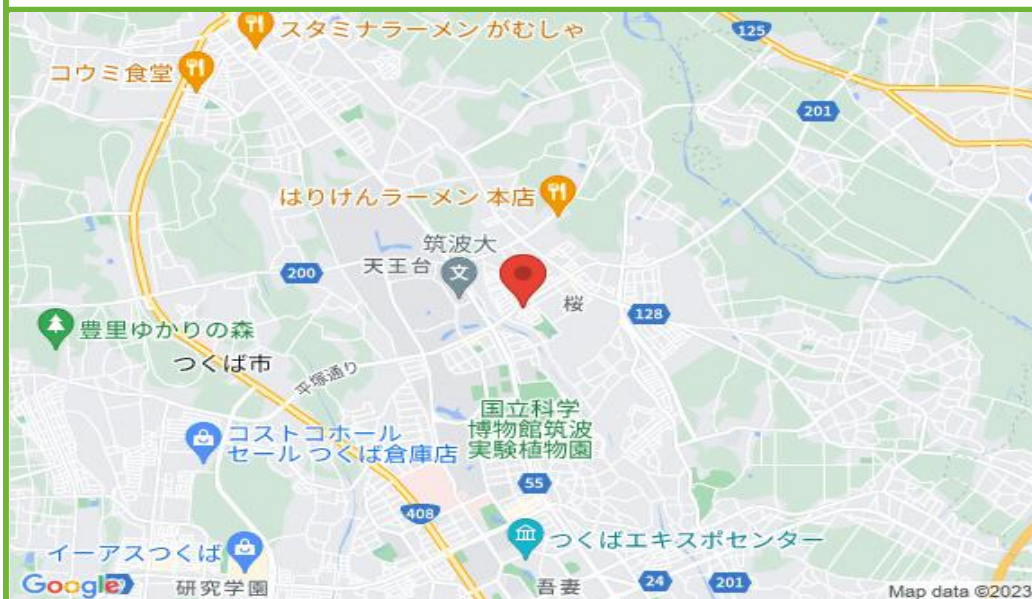 スタミナラーメン がむしゃ
125
コウミ食堂
201
はりけんラーメン 本店
筑波大
天王台
文
200
桜
128
豊里ゆかりの森
つくば市
平塚通り
国立科学
博物館筑波
実験植物園
コストコホール
セール つくば倉庫店
55
408
つくばエキスポセンター
イーアスつくば
Google
研究学園
吾妻
24
201
Map data ©2023